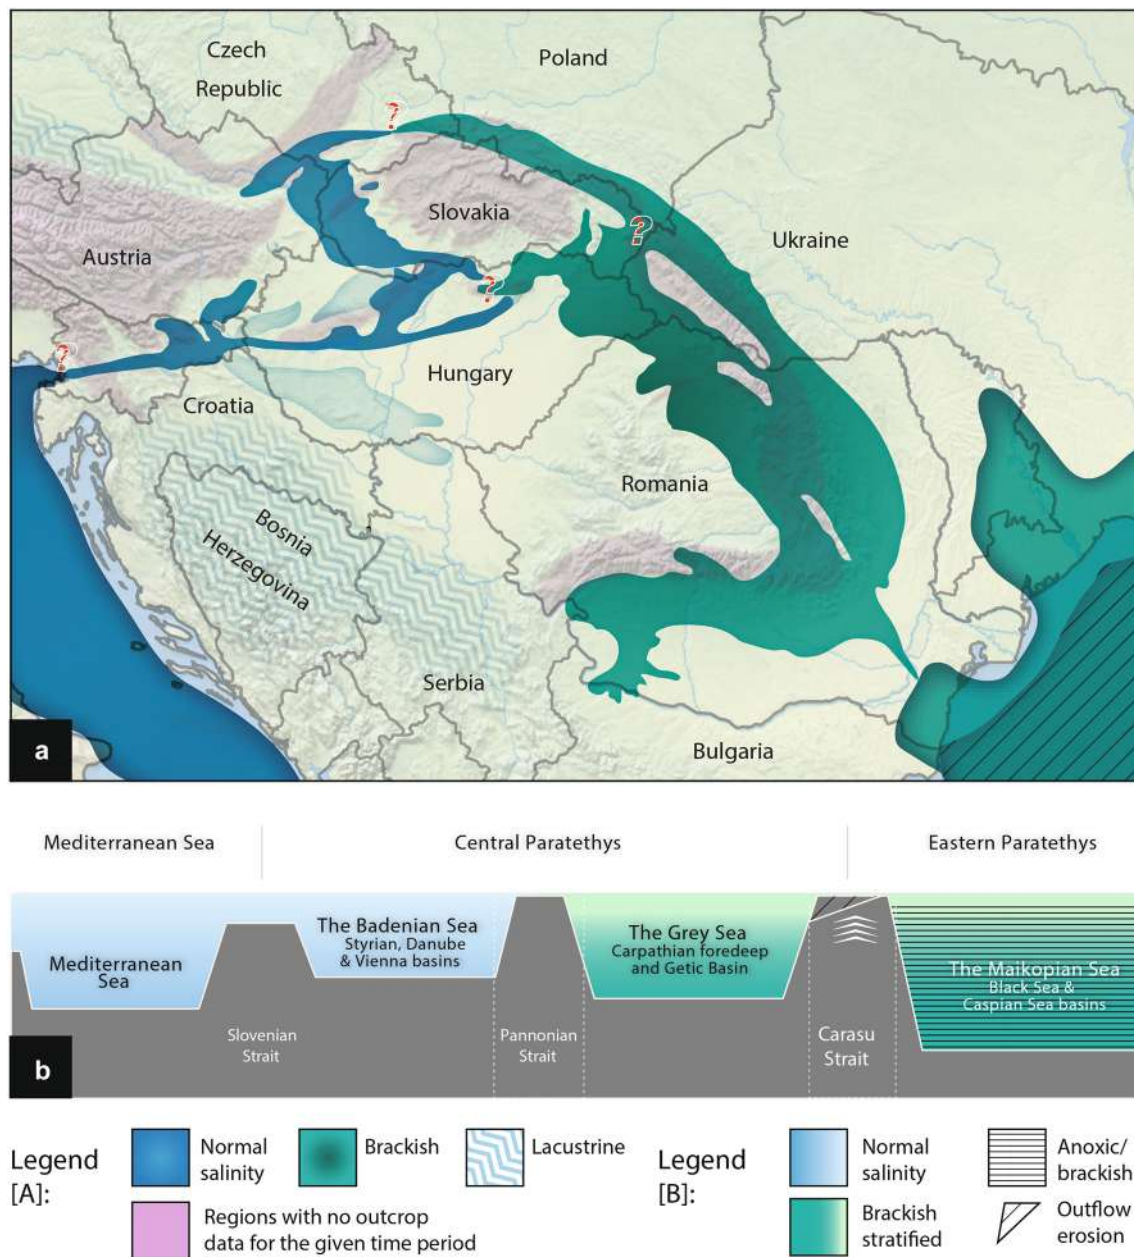 Czech
Republic
Poland
?
Slovakia
?
Ukraine
Austria
?
?
Hungary
Croatia
Romania
Bosnia
Herzegovina
Serbia
Bulgaria
a
Mediterranean Sea
Central Paratethys
Eastern Paratethys
The Badenian Sea
Styrian, Danube
& Vienna basins
The Grey Sea
Carpathian foredeep
and Getic Basin
Mediterranean
Sea
The Maikopian Sea
Black Sea &
Caspian Sea basins
Slovenian
Strait
Pannonian
Strait
Carasu
Strait
b
Legend
[A]:
Normal
salinity
Brackish
Lacustrine
Regions with no outcrop
data for the given time period
Legend
[B]:
Normal
salinity
Anoxic/
brackish
Brackish
stratified
Outflow
erosion